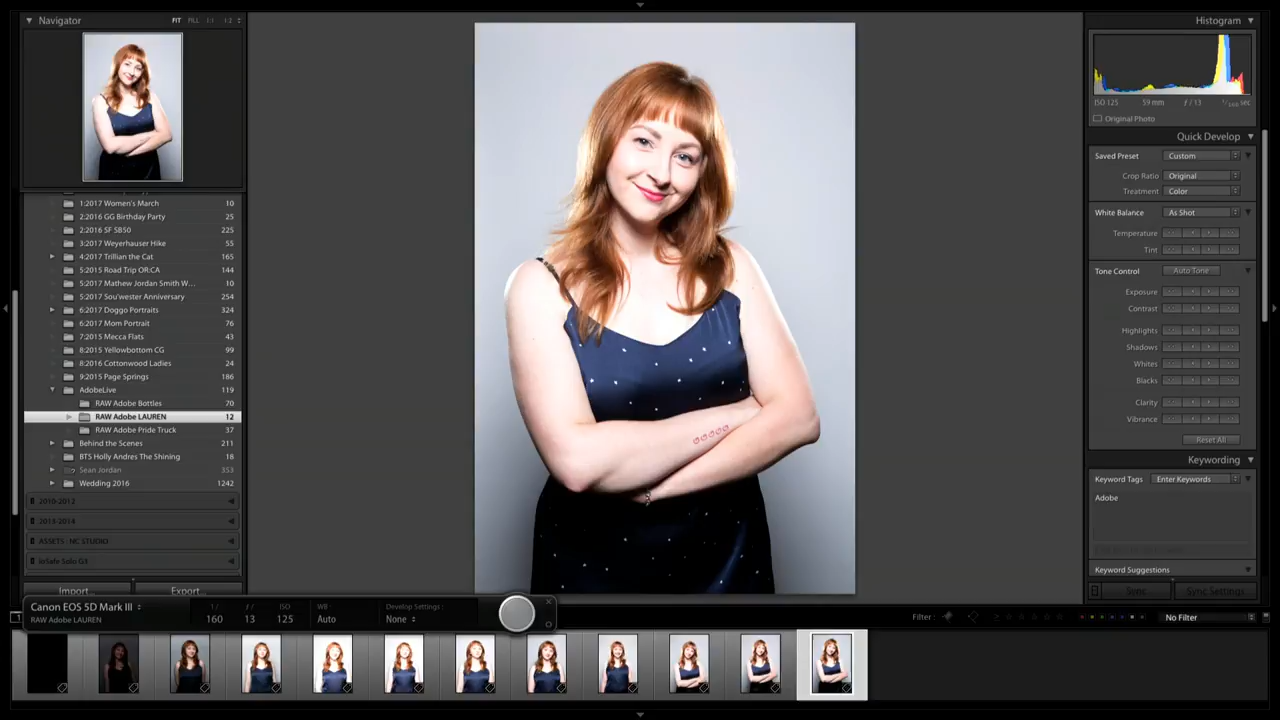 Navigator
FIT FILL 1:1 1:2
1:2017 Women's March 10
2:2016 GG Birthday Party 25
2:2016 SF SB50 225
3:2017 Weyerhauser Hike 55
4:2017 Trillian the Cat 165
5:2015 Road Trip OR:CA 144
5:2017 Mathew Jordan Smith W... 10
5:2017 Sou'wester Anniversary 254
6:2017 Doggo Portraits 324
6:2017 Mom Portrait 76
7:2015 Mecca Flats 43
8:2015 Yellowbottom CG 99
8:2016 Cottonwood Ladies 24
9:2015 Page Springs 186
AdobeLive 119
RAW Adobe Bottles 70
RAW Adobe LAUREN 12
RAW Adobe Pride Truck 37
Behind the Scenes 211
BTS Holly Andres The Shining 18
Sean Jordan 353
Wedding 2016 1242
2010-2012
2013-2014
ASSETS : NC STUDIO
ioSafe Solo G3
Import... Export...
Canon EOS 5D Mark III
RAW Adobe LAUREN
1/ f/ ISO WB: Develop Settings:
160 13 125 Auto None
Histogram
ISO 125 59 mm f / 13 1/160 sec
Original Photo
Quick Develop
Saved Preset Custom
Crop Ratio Original
Treatment Color
White Balance As Shot
Temperature
Tint
Tone Control Auto Tone
Exposure
Contrast
Highlights
Shadows
Whites
Blacks
Clarity
Vibrance
Reset All
Keywording
Keyword Tags Enter Keywords
Adobe
Keyword Suggestions
Sync Sync Settings
Filter: No Filter